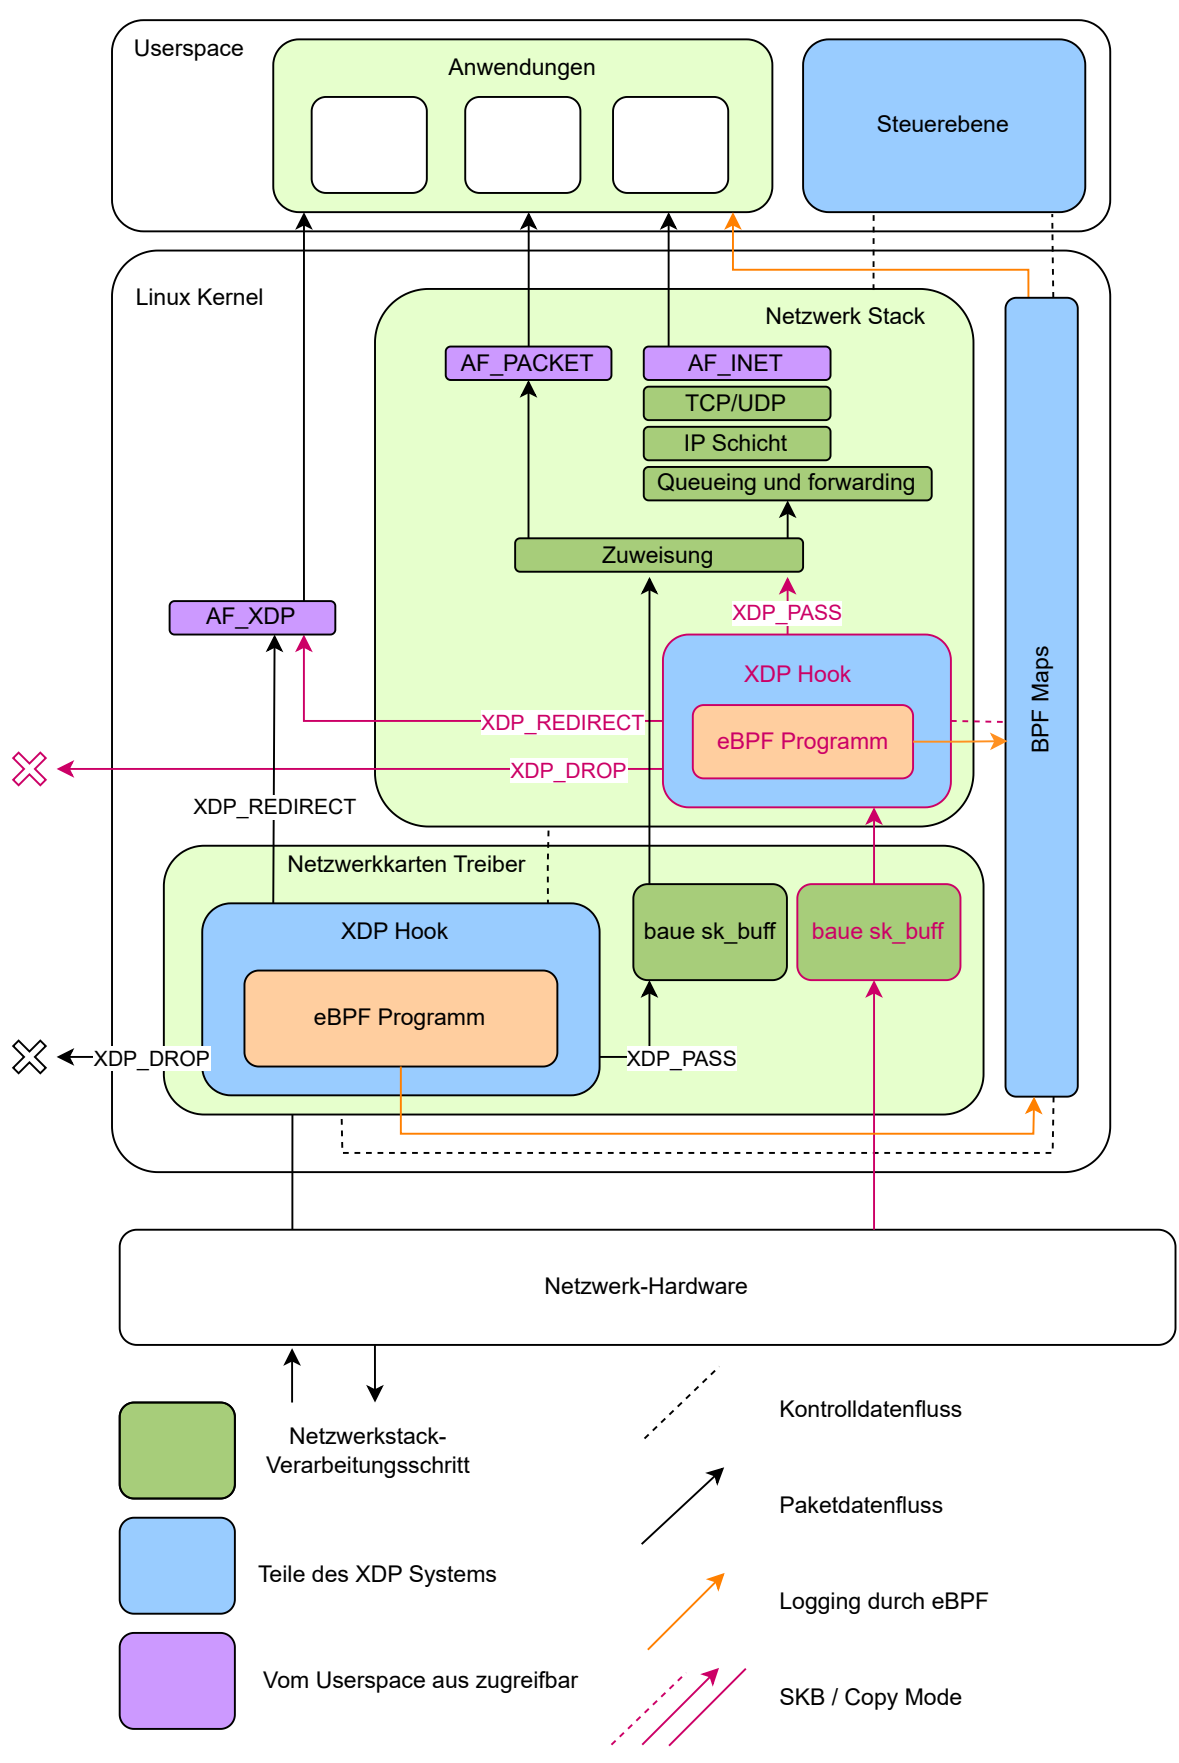 Userspace
Anwendungen
Steuerebene
Linux Kernel
Netzwerk Stack
AF_PACKET
AF_INET
TCP/UDP
IP Schicht
Queueing und forwarding
Zuweisung
AF_XDP
XDP_PASS
XDP Hook
XDP_REDIRECT
eBPF Programm
BPF Maps
XDP_DROP
XDP_REDIRECT
Netzwerkkarten Treiber
XDP Hook
baue sk_buff
baue sk_buff
eBPF Programm
XDP_DROP
XDP_PASS
Netzwerk-Hardware
Netzwerkstack-
Verarbeitungsschritt
Teile des XDP Systems
Vom Userspace aus zugreifbar
Kontrolldatenfluss
Paketdatenfluss
Logging durch eBPF
SKB / Copy Mode